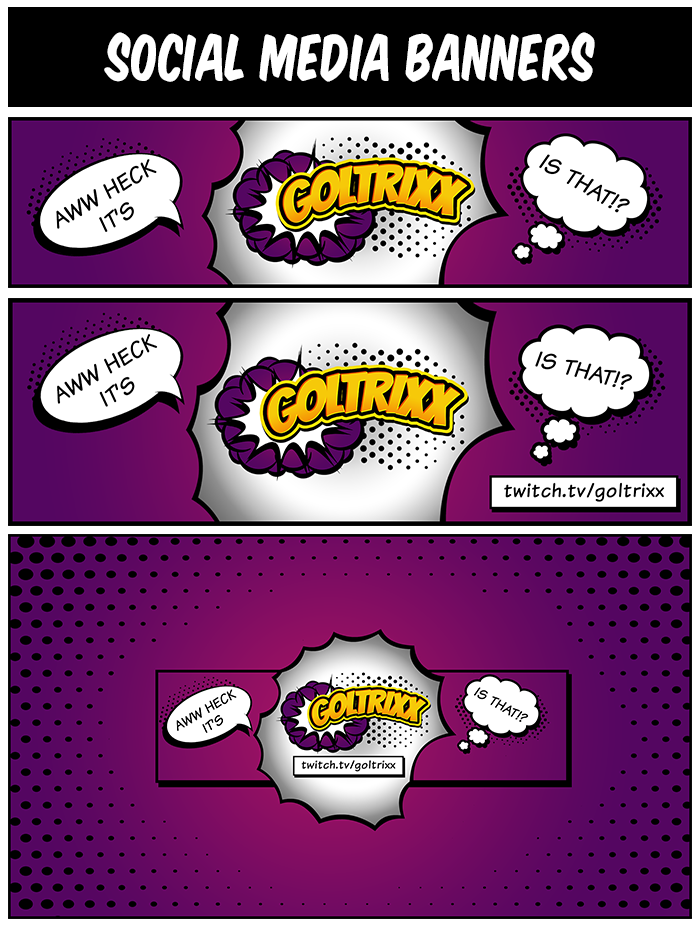 SOCIAL MEDIA BANNERS
AWW HECK
IT'S
GOLTRIXX
IS THAT!?
AWW HECK
IT'S
GOLTRIXX
IS THAT!?
twitch.tv/goltrixx
AWW HECK
IT'S
GOLTRIXX
twitch.tv/goltrixx
IS THAT!?